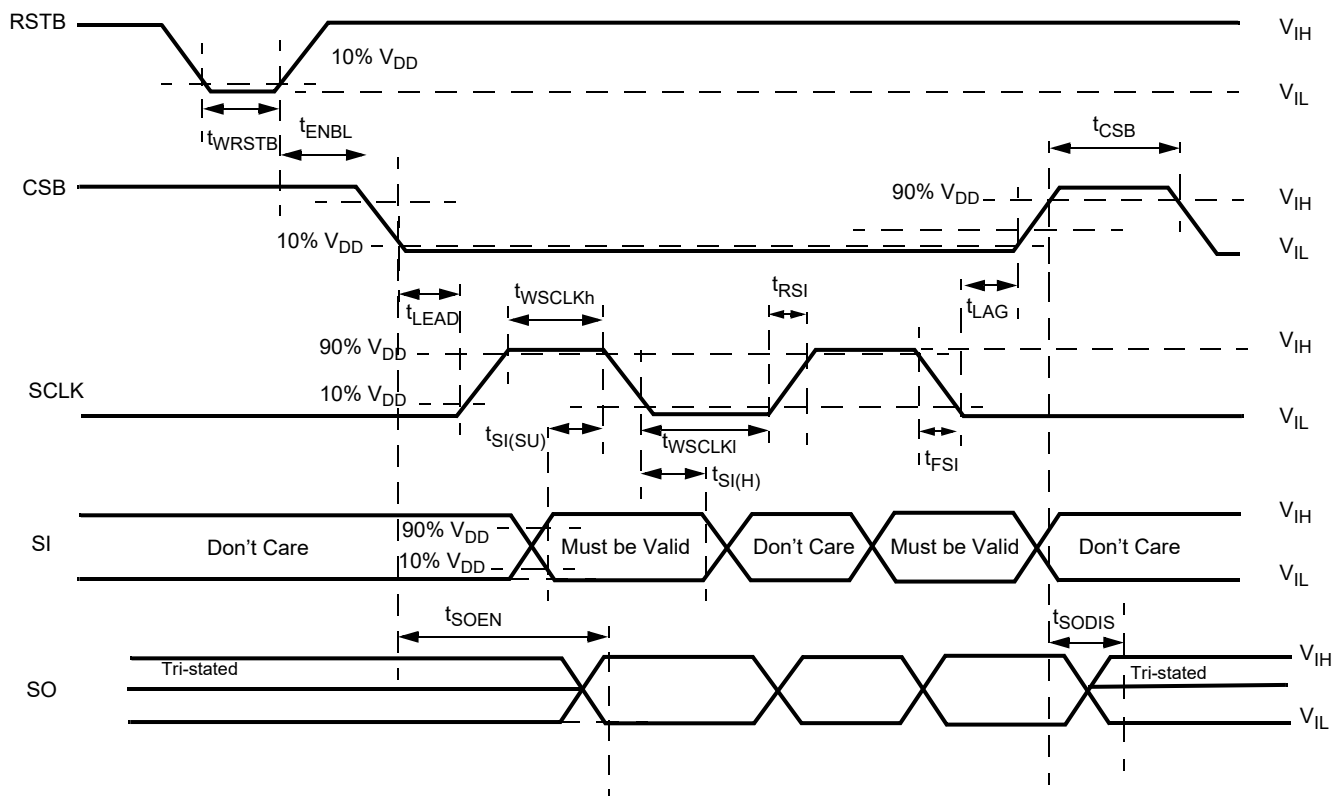 RSTB
V_IH
10% V_DD
V_IL
t_WRSTB
t_ENBL
t_CSB
CSB
90% V_DD
V_IH
10% V_DD
V_IL
t_LEAD
t_WSCLKh
t_RSI
t_LAG
90% V_DD
V_IH
SCLK
10% V_DD
V_IL
t_SI(SU)
t_WSCLKl
t_SI(H)
t_FSI
SI
V_IH
90% V_DD
Don't Care
Must be Valid
Don't Care
Must be Valid
Don't Care
10% V_DD
V_IL
t_SOEN
t_SODIS
SO
Tri-stated
Tri-stated
V_IH
V_IL